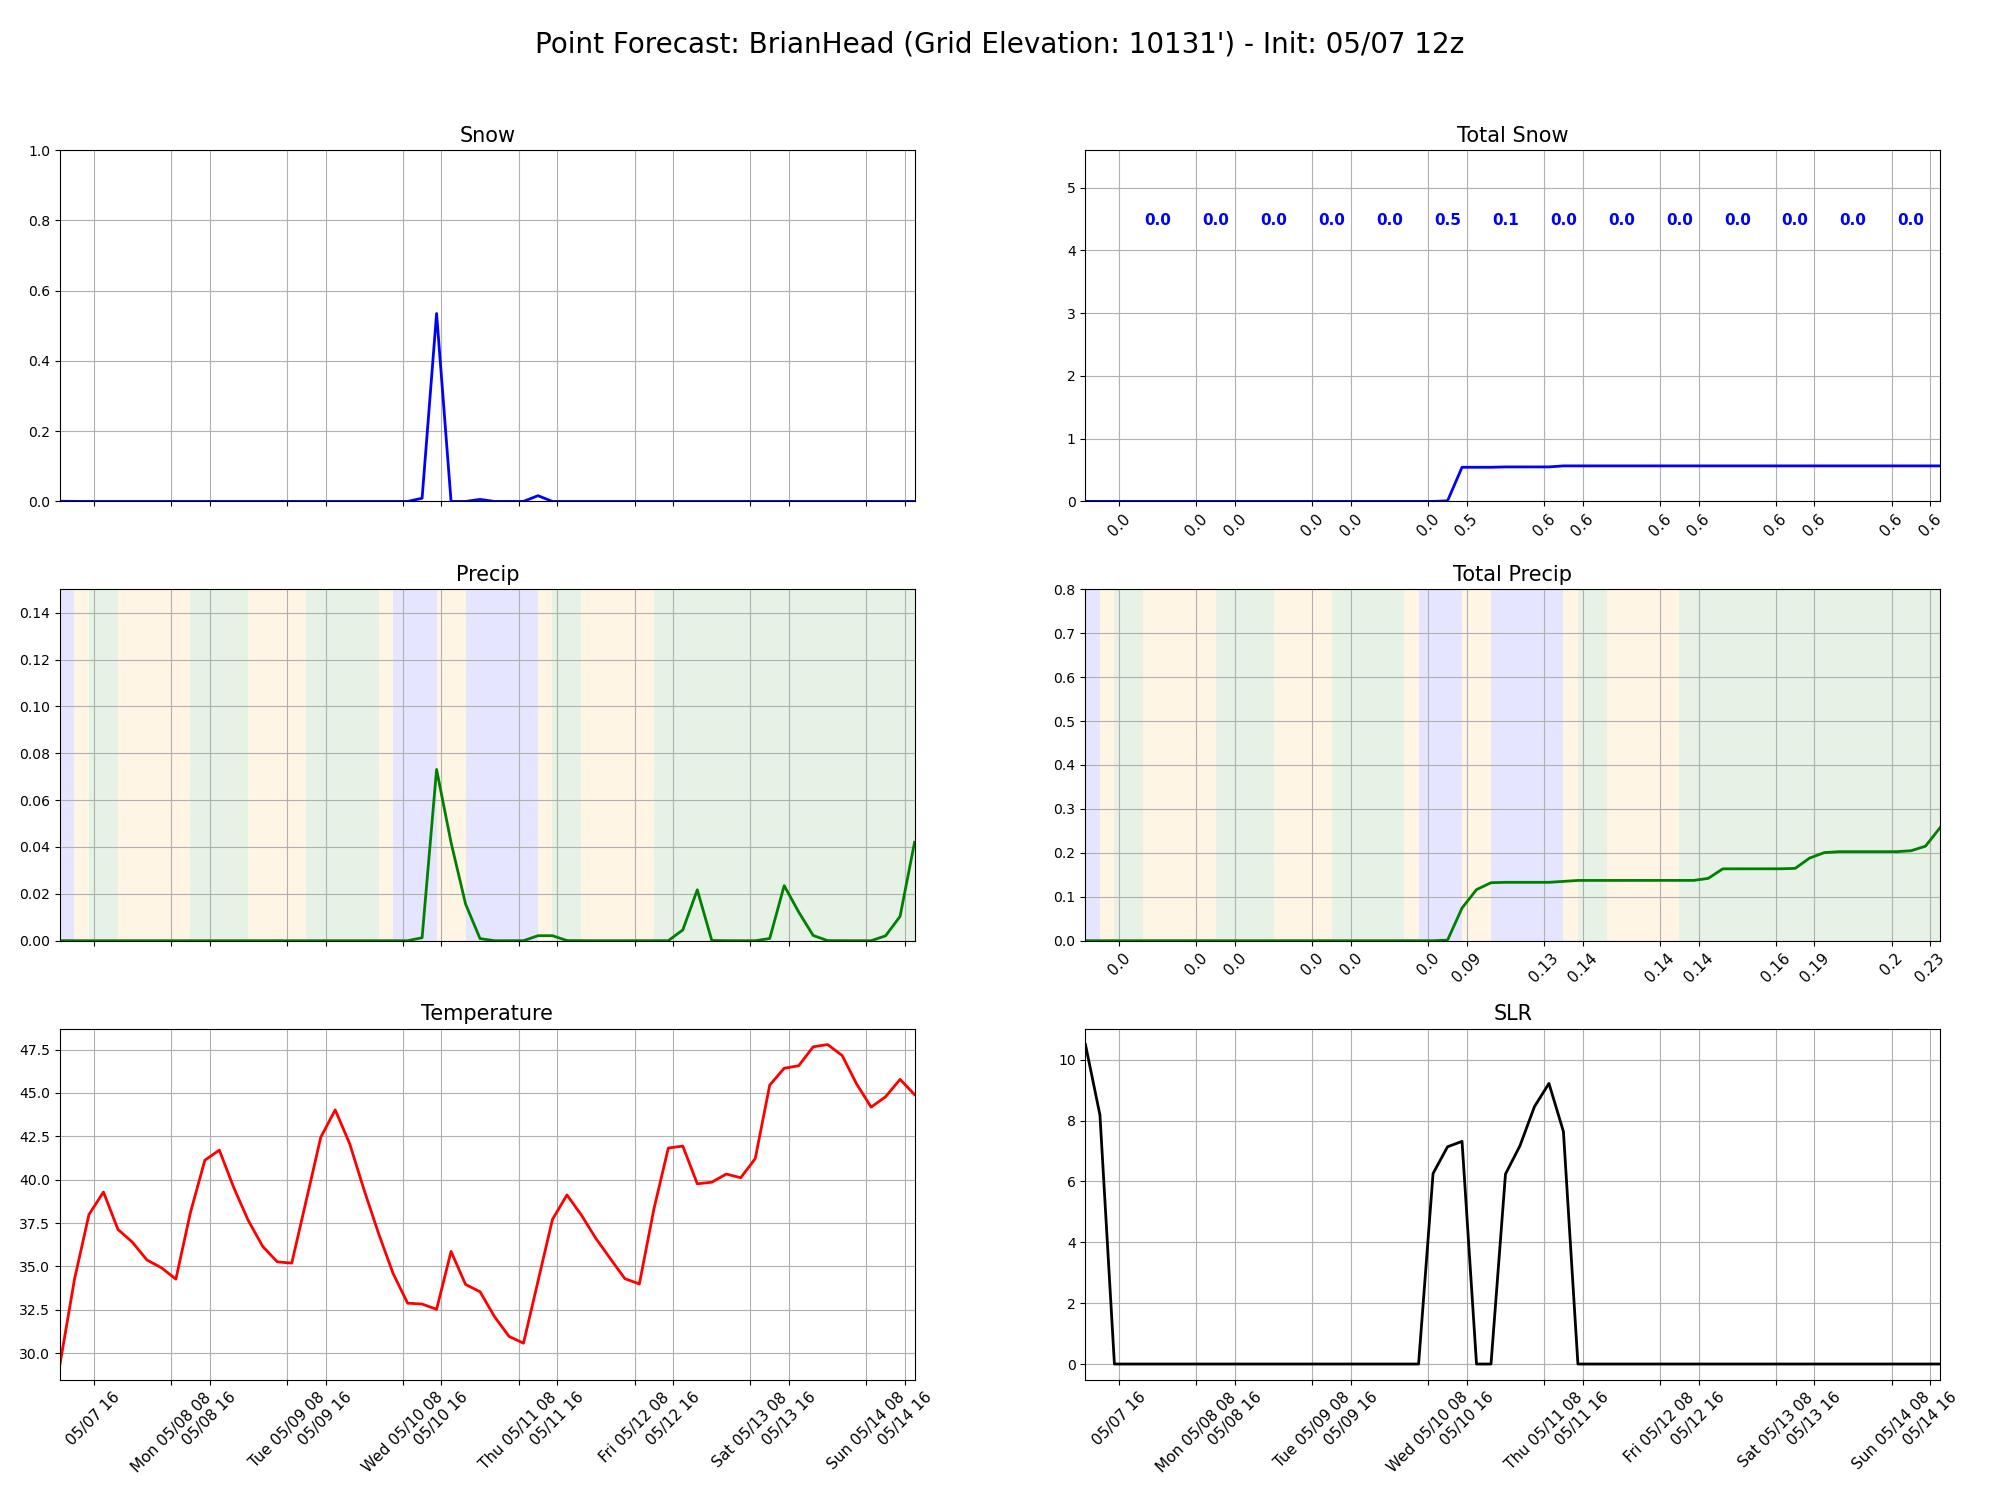 Point Forecast: BrianHead (Grid Elevation: 10131') - Init: 05/07 12z
Snow
1.0
0.8
0.6
0.4
0.2
0.0
Total Snow
5
4
3
2
1
0
0.0 0.0 0.0 0.0 0.0 0.5 0.1 0.0 0.0 0.0 0.0 0.0 0.0 0.0
0.0 0.0 0.0 0.0 0.0 0.0 0.5 0.6 0.6 0.6 0.6 0.6 0.6 0.6 0.6
Precip
0.14
0.12
0.10
0.08
0.06
0.04
0.02
0.00
Total Precip
0.8
0.7
0.6
0.5
0.4
0.3
0.2
0.1
0.0
0.0 0.0 0.0 0.0 0.0 0.0 0.09 0.13 0.14 0.14 0.14 0.16 0.19 0.2 0.23
Temperature
47.5
45.0
42.5
40.0
37.5
35.0
32.5
30.0
05/07 16
Mon 05/08 08
05/08 16
Tue 05/09 08
05/09 16
Wed 05/10 08
05/10 16
Thu 05/11 08
05/11 16
Fri 05/12 08
05/12 16
Sat 05/13 08
05/13 16
Sun 05/14 08
05/14 16
SLR
10
8
6
4
2
0
05/07 16
Mon 05/08 08
05/08 16
Tue 05/09 08
05/09 16
Wed 05/10 08
05/10 16
Thu 05/11 08
05/11 16
Fri 05/12 08
05/12 16
Sat 05/13 08
05/13 16
Sun 05/14 08
05/14 16